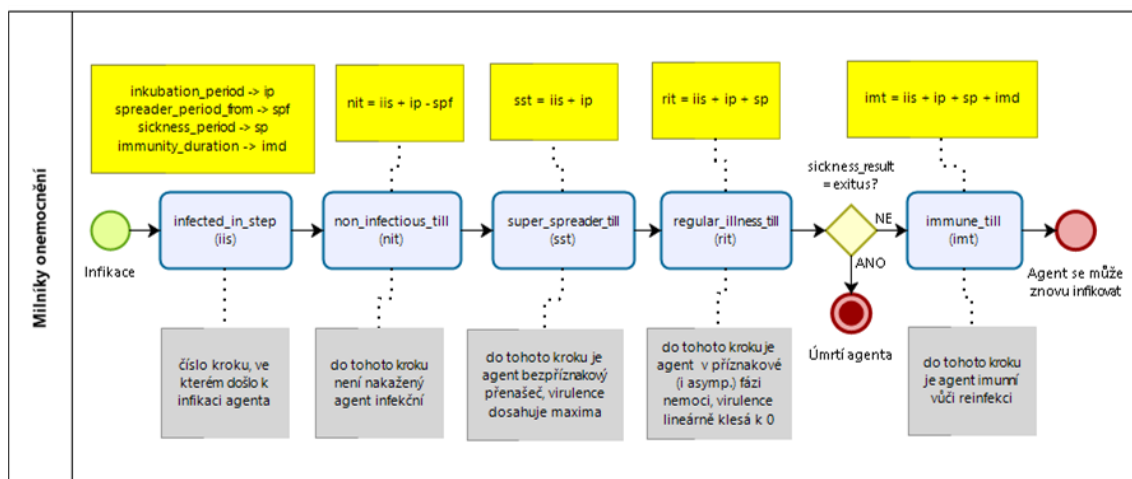 Milníky onemocnění
inkubation_period -> ip
spreader_period_from -> spf
sickness_period -> sp
immunity_duration -> imd
nit = iis + ip - spf
sst = iis + ip
rit = iis + ip + sp
imt = iis + ip + sp + imd
Infikace
infected_in_step
(iis)
non_infectious_till
(nit)
super_spreader_till
(sst)
regular_illness_till
(rit)
sickness_result
= exitus?
NE
ANO
immune_till
(imt)
Agent se může
znovu infikovat
Úmrtí agenta
číslo kroku, ve
kterém došlo k
infikaci agenta
do tohoto kroku
není nakažený
agent infekční
do tohoto kroku je
agent bezpříznakový
přenašeč, virulence
dosahuje maxima
do tohoto kroku je
agent v příznakové
(i asymp.) fázi
nemoci, virulence
lineárně klesá k 0
do tohoto kroku
je agent imunní
vůči reinfekci